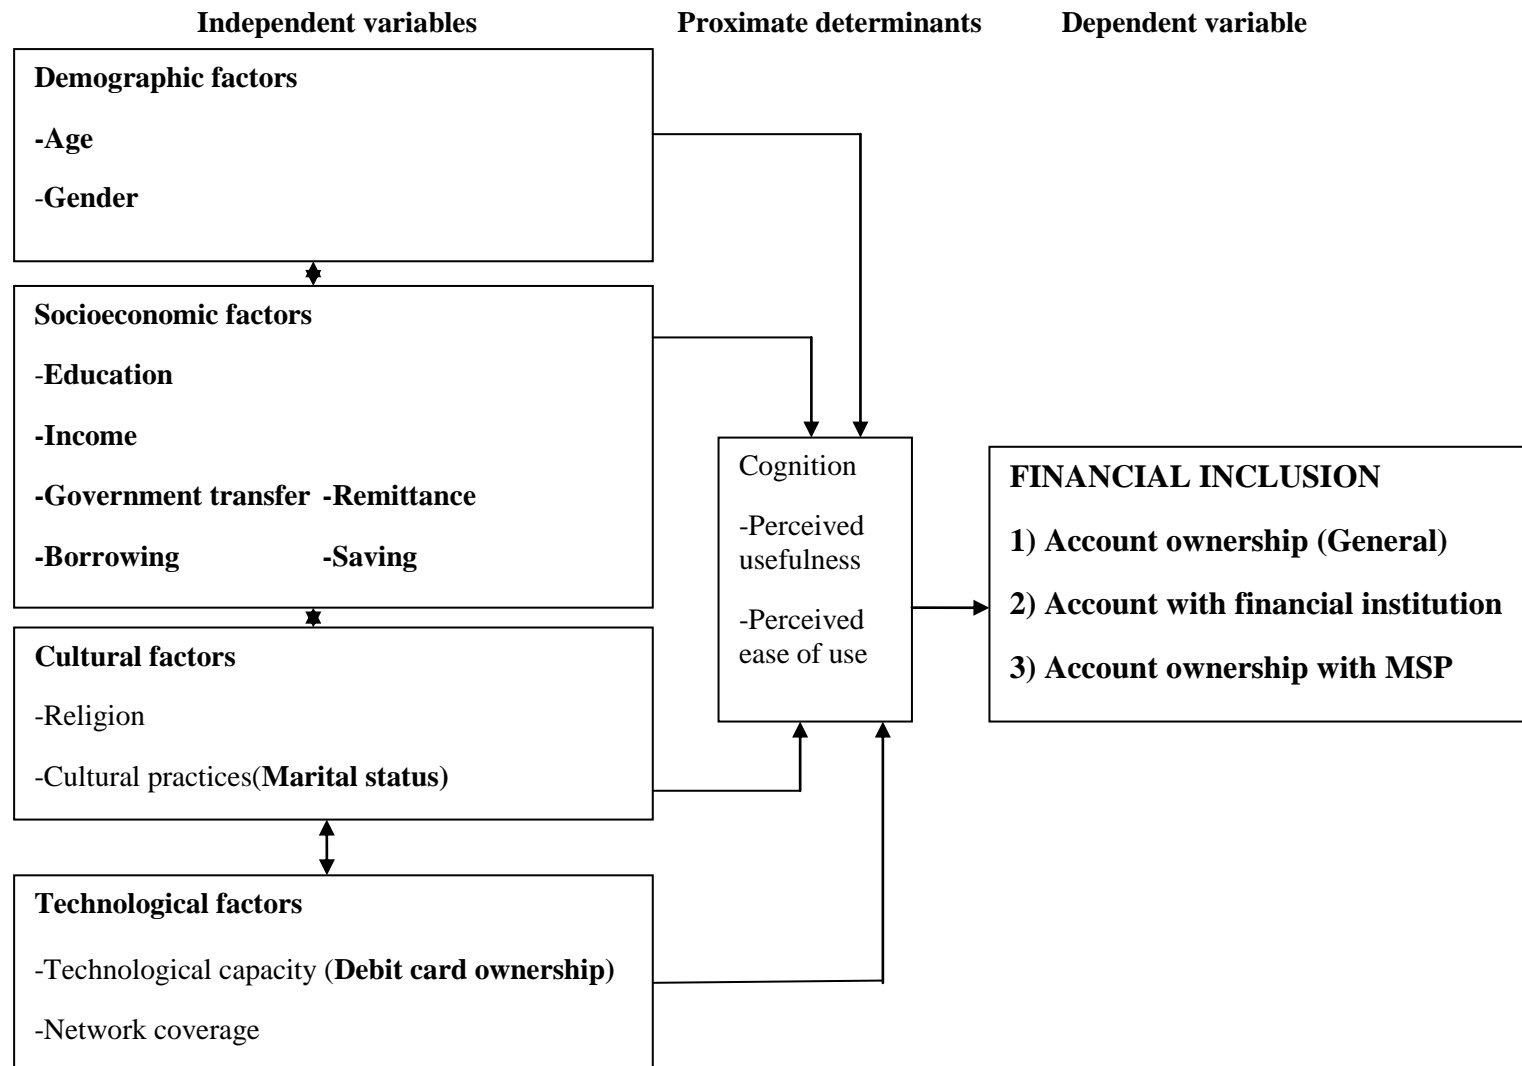 Independent variables
Proximate determinants
Dependent variable
Demographic factors
-Age
-Gender
Socioeconomic factors
-Education
-Income
-Government transfer -Remittance
-Borrowing -Saving
Cultural factors
-Religion
-Cultural practices(Marital status)
Technological factors
-Technological capacity (Debit card ownership)
-Network coverage
Cognition
-Perceived
usefulness
-Perceived
ease of use
FINANCIAL INCLUSION
1) Account ownership (General)
2) Account with financial institution
3) Account ownership with MSP